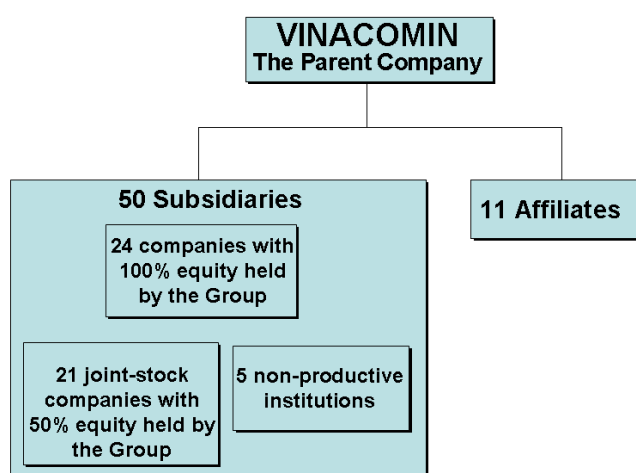 VINACOMIN
The Parent Company
50 Subsidiaries
24 companies with
100% equity held
by the Group
21 joint-stock
companies with
50% equity held by
the Group
5 non-productive
institutions
11 Affiliates